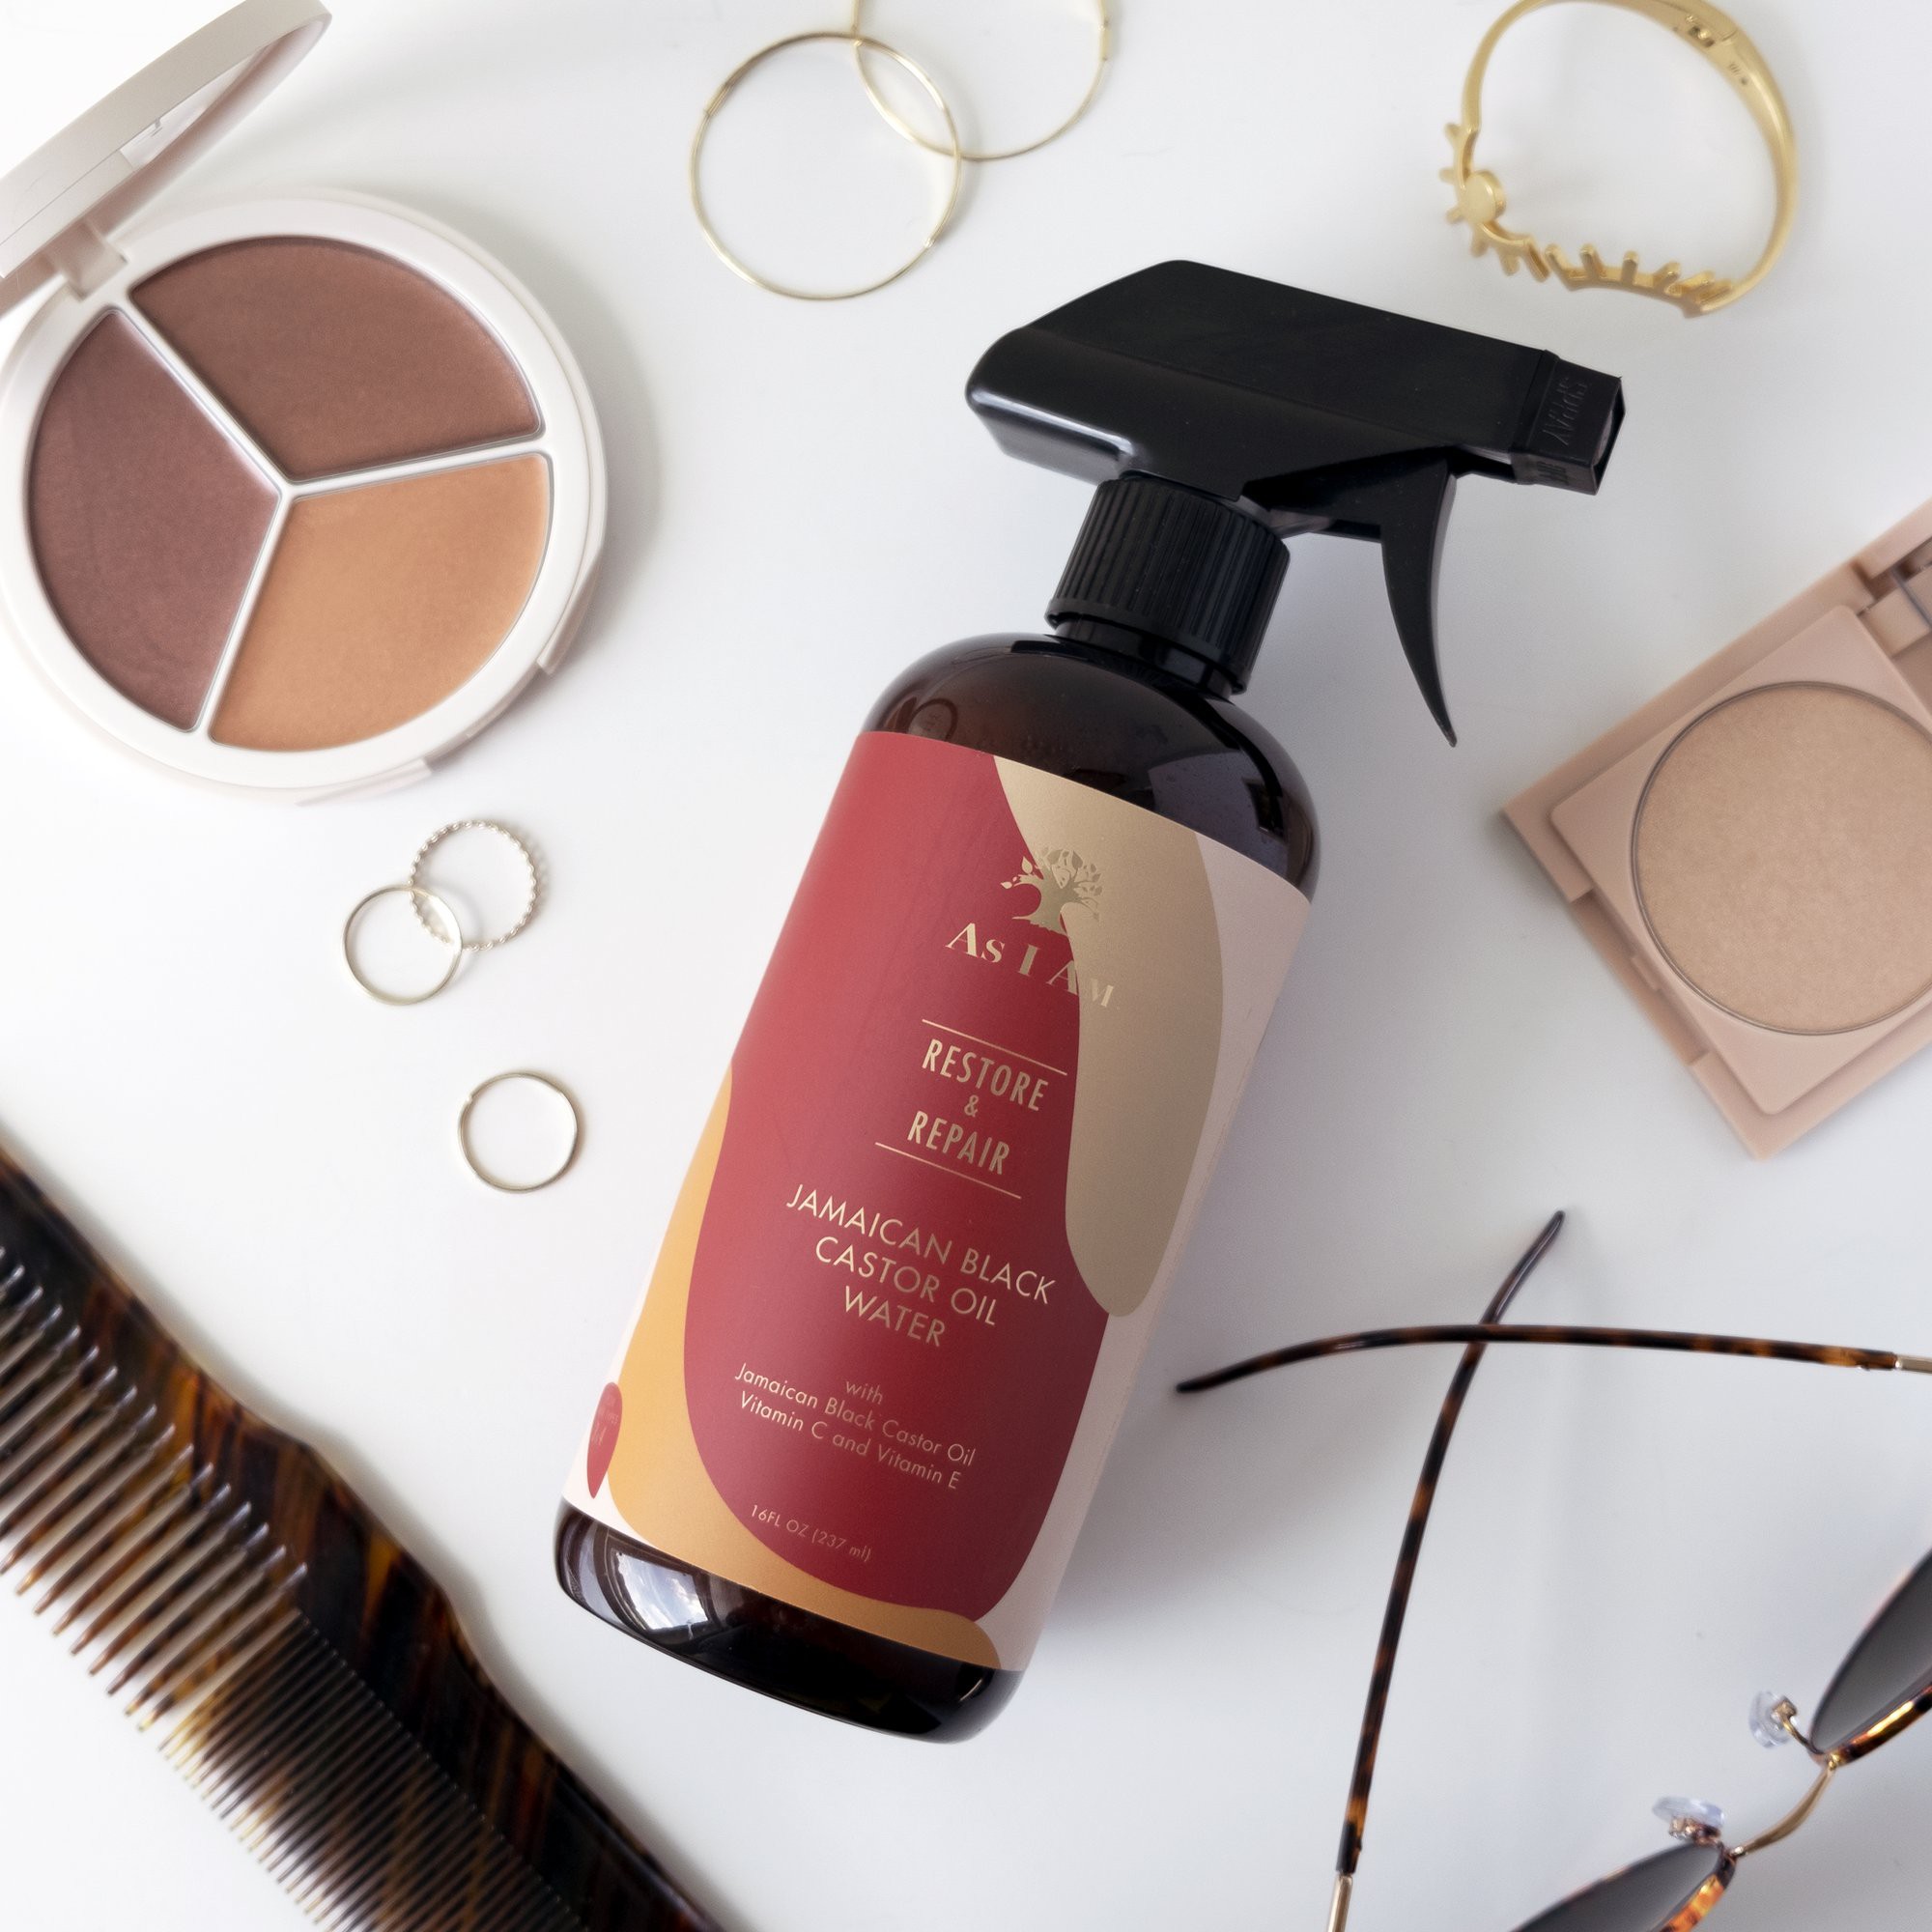 SPRAY
AS I AM
RESTORE
&
REPAIR
JAMAICAN BLACK
CASTOR OIL
WATER
with
Jamaican Black Castor Oil
Vitamin C and Vitamin E
16FL OZ (237 ml)